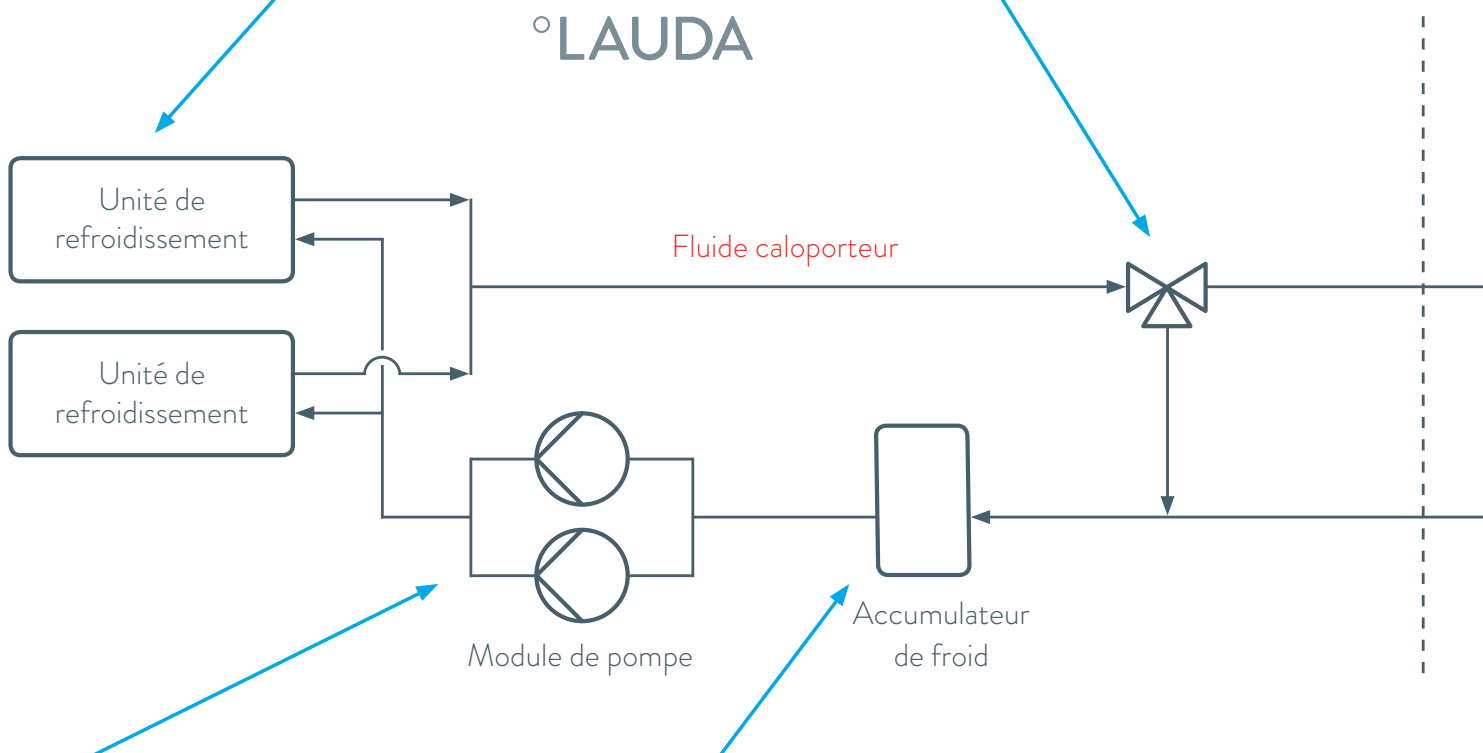 °LAUDA
Unité de
refroidissement
Fluide caloporteur
Unité de
refroidissement
Accumulateur
de froid
Module de pompe